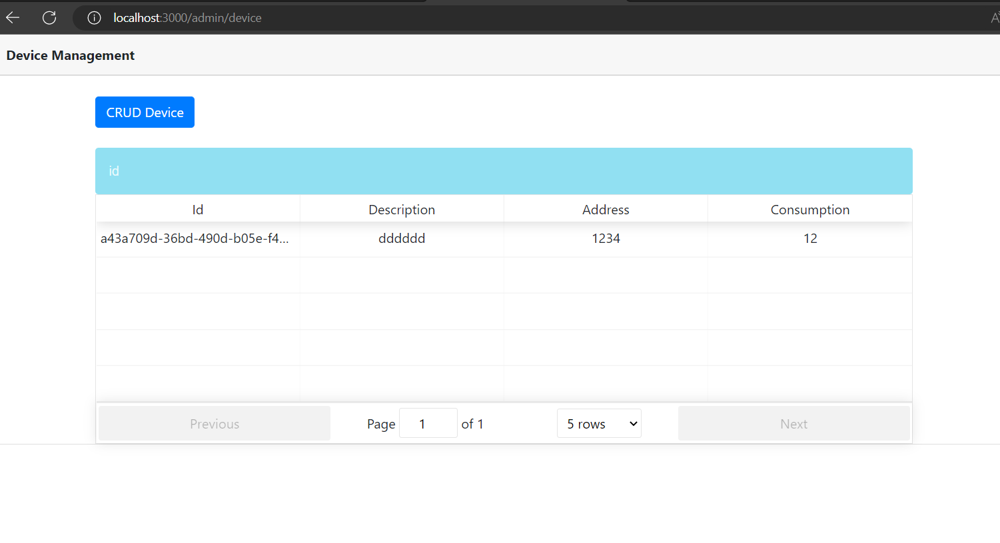 localhost:3000/admin/device
Device Management
CRUD Device
id
Id Description Address Consumption
a43a709d-36bd-490d-b05e-f4... dddddd 1234 12
Previous Page 1 of 1 5 rows Next